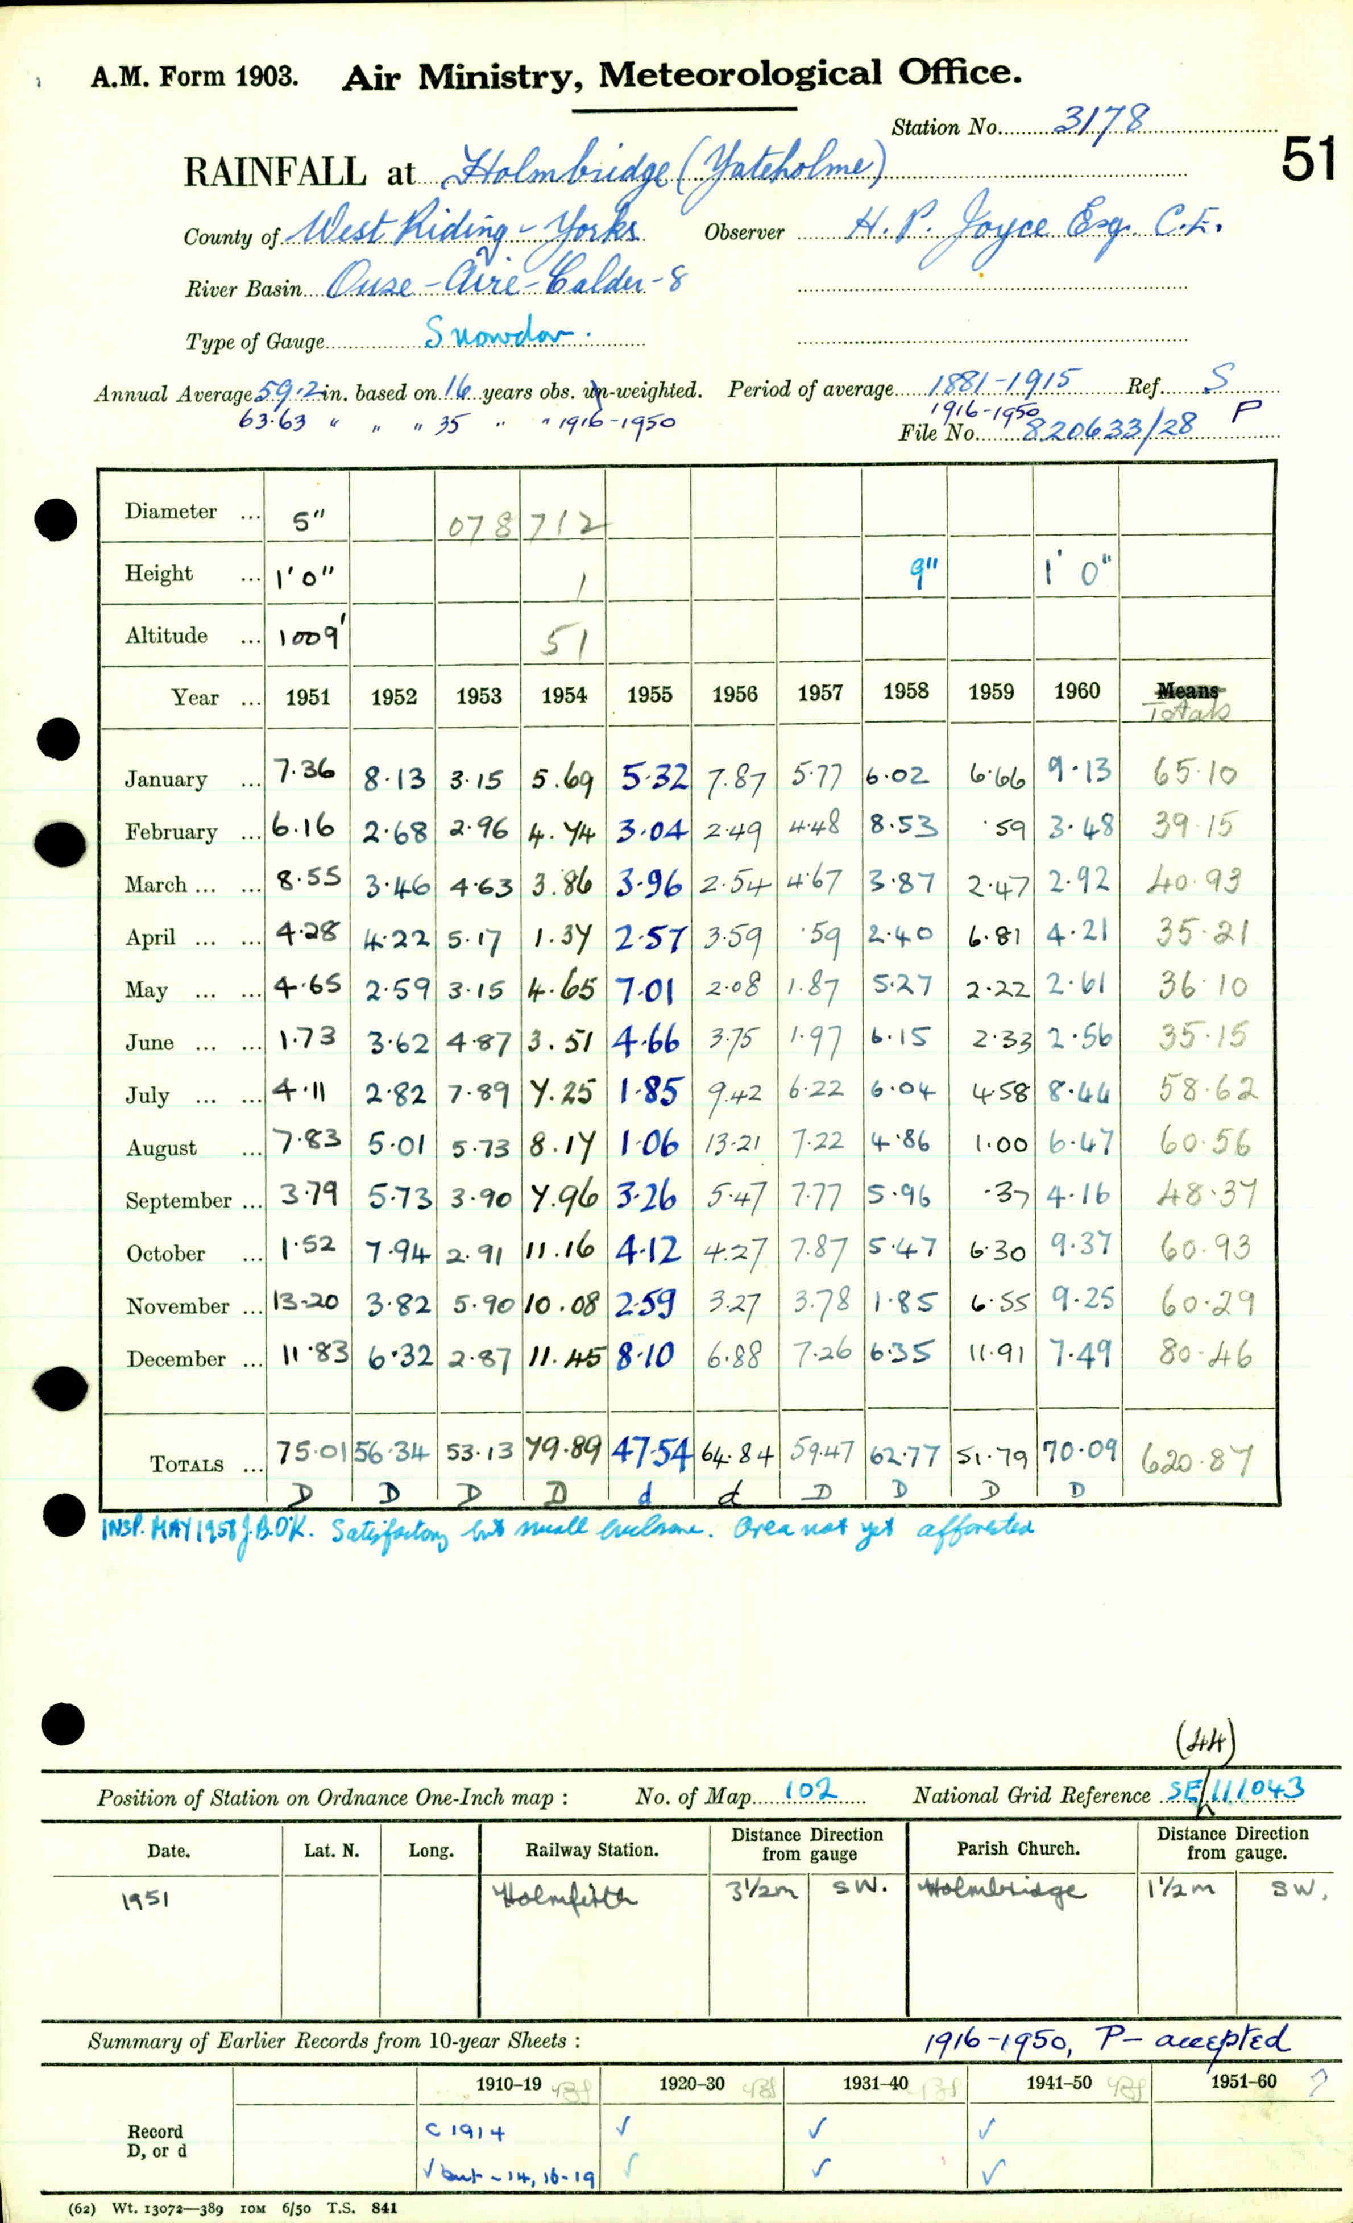 A.M. Form 1903. Air Ministry, Meteorological Office.
Station No. 3178
51
RAINFALL at Holmbridge (Yateholme)
County of West Riding - Yorks Observer H. P. Joyce Esq. C.E.
River Basin Ouse - Aire - Calder - 8
Type of Gauge Snowdon.
Annual Average 59.2 in. based on 16 years obs. un-weighted. Period of average 1881-1915 Ref. S
63.63 " " " 35 " " 1916-1950 1916-1950 P
File No. 820633/28
Diameter ... 5" 078712
Height ... 1'0" 1 9" 1' 0"
Altitude ... 1009' 51
Year ... 1951 1952 1953 1954 1955 1956 1957 1958 1959 1960 Means
Totals
January ... 7.36 8.13 3.15 5.69 5.32 7.87 5.77 6.02 6.66 9.13 65.10
February ... 6.16 2.68 2.96 4.74 3.04 2.49 4.48 8.53 .59 3.48 39.15
March ... ... 8.55 3.46 4.63 3.86 3.96 2.54 4.67 3.87 2.47 2.92 40.93
April ... ... 4.28 4.22 5.17 1.37 2.57 3.59 .59 2.40 6.81 4.21 35.21
May ... ... 4.65 2.59 3.15 4.65 7.01 2.08 1.87 5.27 2.22 2.61 36.10
June ... ... 1.73 3.62 4.87 3.51 4.66 3.75 1.97 6.15 2.33 2.56 35.15
July ... ... 4.11 2.82 7.89 7.25 1.85 9.42 6.22 6.04 4.58 8.44 58.62
August ... 7.83 5.01 5.73 8.17 1.06 13.21 7.22 4.86 1.00 6.47 60.56
September ... 3.79 5.73 3.90 7.96 3.26 5.47 7.77 5.96 .37 4.16 48.37
October ... 1.52 7.94 2.91 11.16 4.12 4.27 7.87 5.47 6.30 9.37 60.93
November ... 13.20 3.82 5.90 10.08 2.59 3.27 3.78 1.85 6.55 9.25 60.29
December ... 11.83 6.32 2.87 11.45 8.10 6.88 7.26 6.35 11.91 7.49 80.46
TOTALS ... 75.01 56.34 53.13 79.89 47.54 64.84 59.47 62.77 51.79 70.09 620.87
D D D D d d D D D D
INSP. MAY 1958 J.B. O'K. Satisfactory but small enclosure. Area not yet afforested
(44)
Position of Station on Ordnance One-Inch map : No. of Map 102 National Grid Reference SE/111043
Date. Lat. N. Long. Railway Station. Distance from Direction gauge Parish Church. Distance from Direction gauge.
1951 Holmfirth 3½m SW. Holmbridge 1½m SW.
Summary of Earlier Records from 10-year Sheets : 1916-1950, P - accepted
1910-19 1920-30 1931-40 1941-50 1951-60 ?
Record C 1914 ✓ ✓ ✓
D, or d ✓ but - 14, 16-19 ✓ ✓ ✓
(62) Wt. 13072—389 10M 6/50 T.S. 841